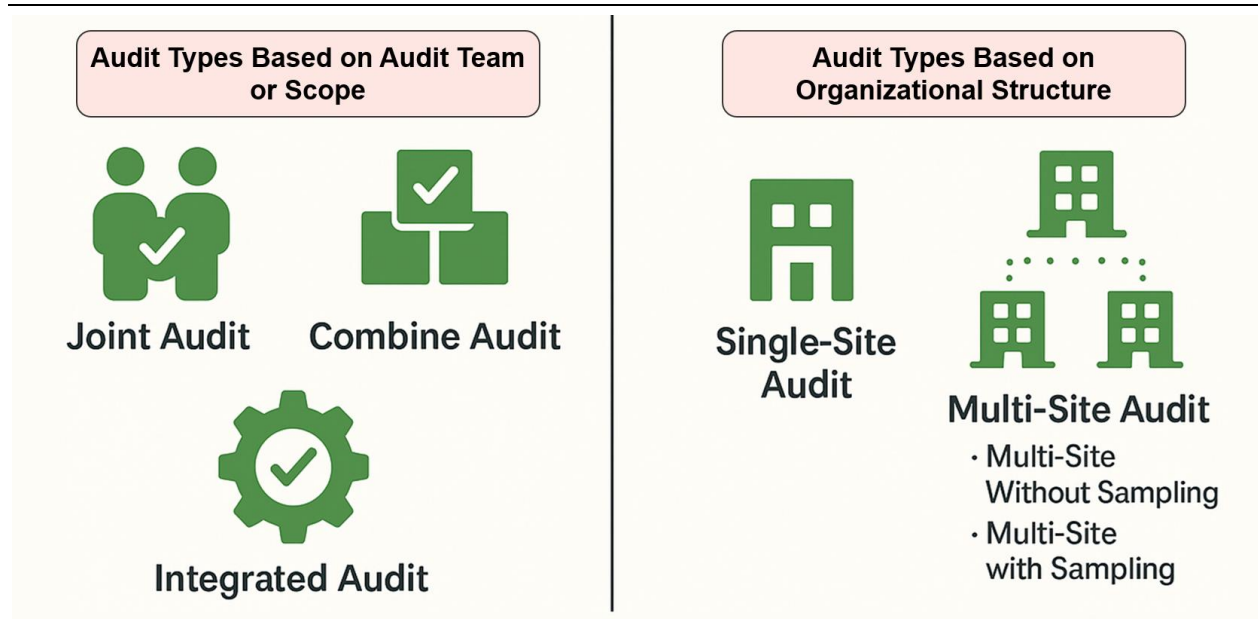 Audit Types Based on Audit Team
or Scope
Joint Audit
Combine Audit
Integrated Audit
Audit Types Based on
Organizational Structure
Single-Site
Audit
Multi-Site Audit
· Multi-Site
Without Sampling
· Multi-Site
with Sampling